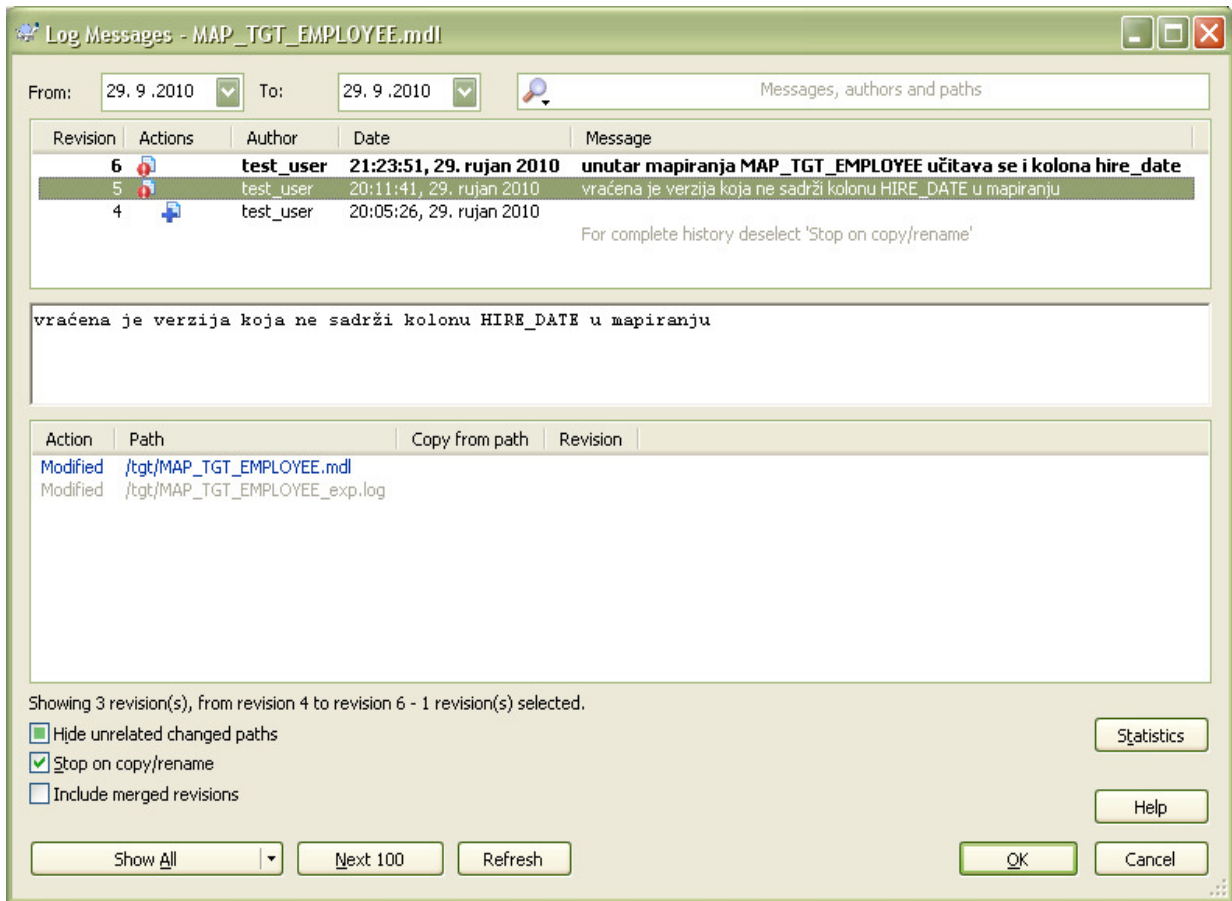 Log Messages - MAP_TGT_EMPLOYEE.mdl
From: 29. 9 .2010 To: 29. 9 .2010 Messages, authors and paths
Revision Actions Author Date Message
6 test_user 21:23:51, 29. rujan 2010 unutar mapiranja MAP_TGT_EMPLOYEE učitava se i kolona hire_date
5 test_user 20:11:41, 29. rujan 2010 vraćena je verzija koja ne sadrži kolonu HIRE_DATE u mapiranju
4 test_user 20:05:26, 29. rujan 2010
For complete history deselect 'Stop on copy/rename'
vraćena je verzija koja ne sadrži kolonu HIRE_DATE u mapiranju
Action Path Copy from path Revision
Modified /tgt/MAP_TGT_EMPLOYEE.mdl
Modified /tgt/MAP_TGT_EMPLOYEE_exp.log
Showing 3 revision(s), from revision 4 to revision 6 - 1 revision(s) selected.
Hide unrelated changed paths
Statistics
Stop on copy/rename
Include merged revisions
Help
Show All Next 100 Refresh OK Cancel